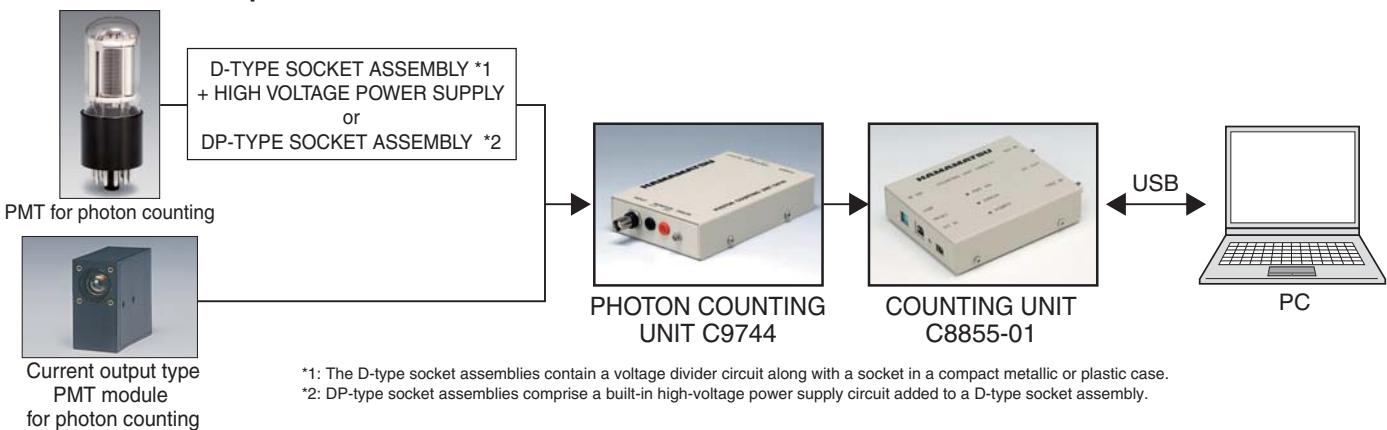 D-TYPE SOCKET ASSEMBLY *1
+ HIGH VOLTAGE POWER SUPPLY
or
DP-TYPE SOCKET ASSEMBLY *2
PMT for photon counting
HAMAMATSU
HAMAMATSU
USB
PHOTON COUNTING
UNIT C9744
COUNTING UNIT
C8855-01
PC
Current output type
PMT module
for photon counting
*1: The D-type socket assemblies contain a voltage divider circuit along with a socket in a compact metallic or plastic case.
*2: DP-type socket assemblies comprise a built-in high-voltage power supply circuit added to a D-type socket assembly.